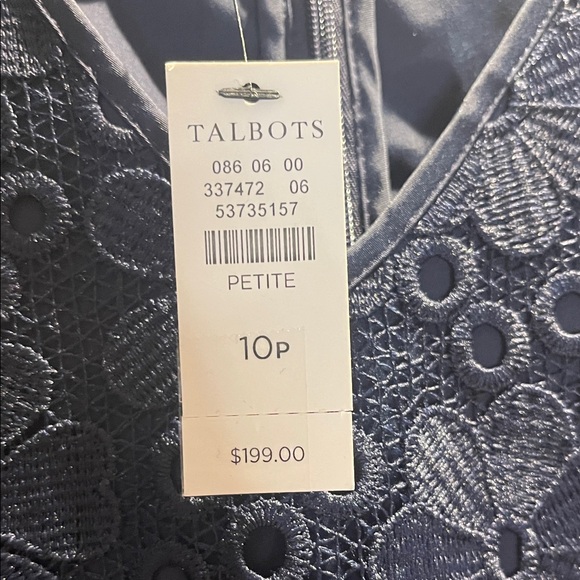 TALBOTS
086 06 00
337472 06
53735157
PETITE
10P
$199.00